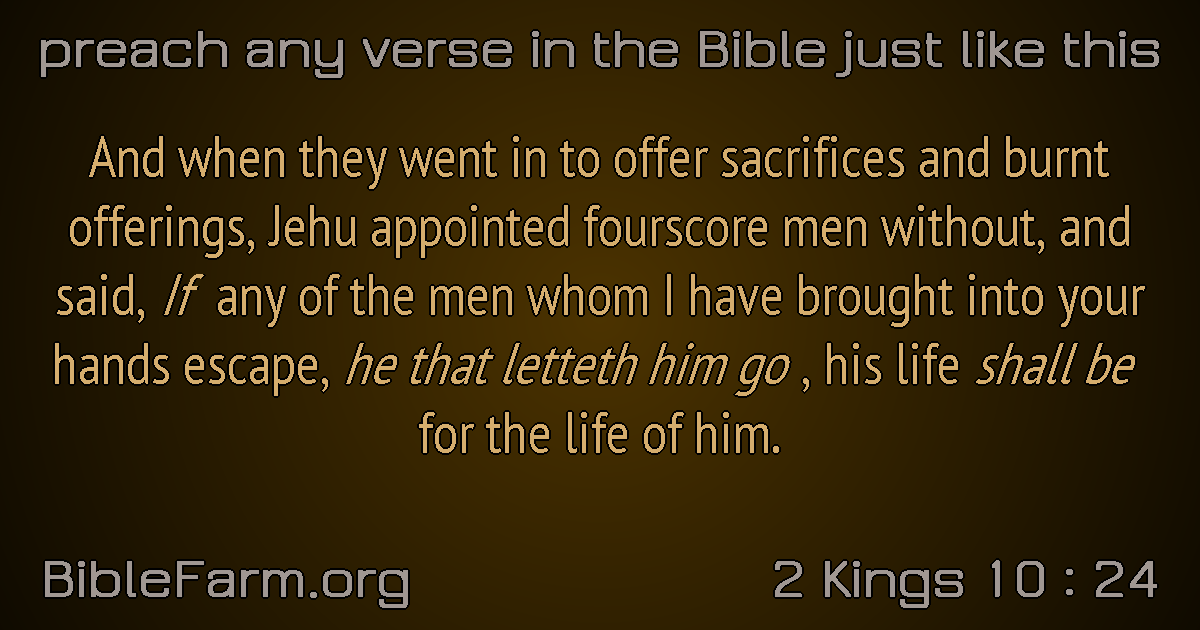 preach any verse in the Bible just like this
And when they went in to offer sacrifices and burnt
offerings, Jehu appointed fourscore men without, and
said, If any of the men whom I have brought into your
hands escape, he that letteth him go , his life shall be
for the life of him.
BibleFarm.org
2 Kings 10 : 24